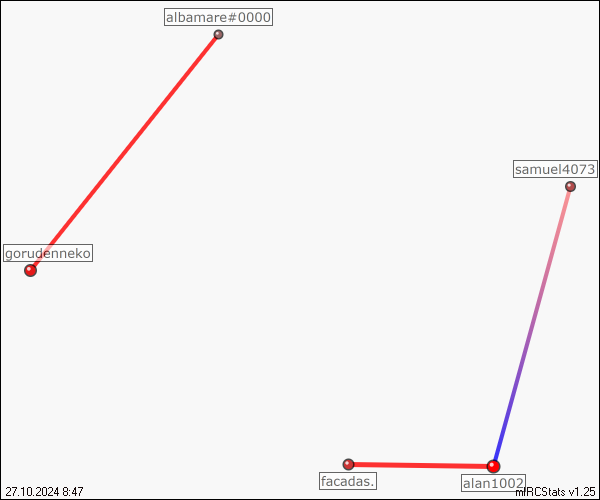 albamare#0000
samuel4073
gorudenneko
facadas.
alan1002
27.10.2024 8:47
mIRCStats v1.25